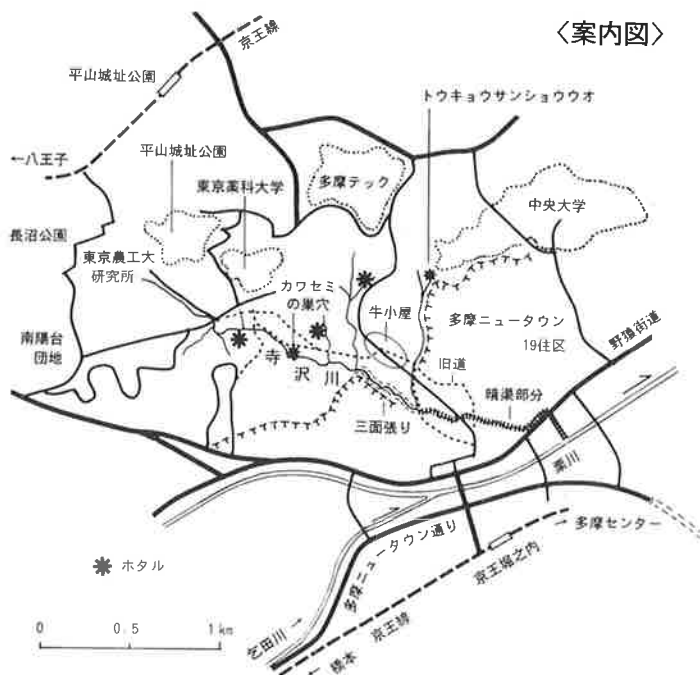 〈案内図〉
京王線
平山城址公園
トウキョウサンショウウオ
←八王子
平山城址公園
東京薬科大学
多摩テック
中央大学
長沼公園
東京農工大
研究所
カワセミ
の巣穴
牛小屋
多摩ニュータウン
19住区
野猿街道
南陽台
団地
寺沢川
旧道
暗渠部分
三面張り
→多摩センター
多摩ニュータウン通り
京王堀之内
ホタル
0 0.5 1km
乞田川→
←橋本 京王線